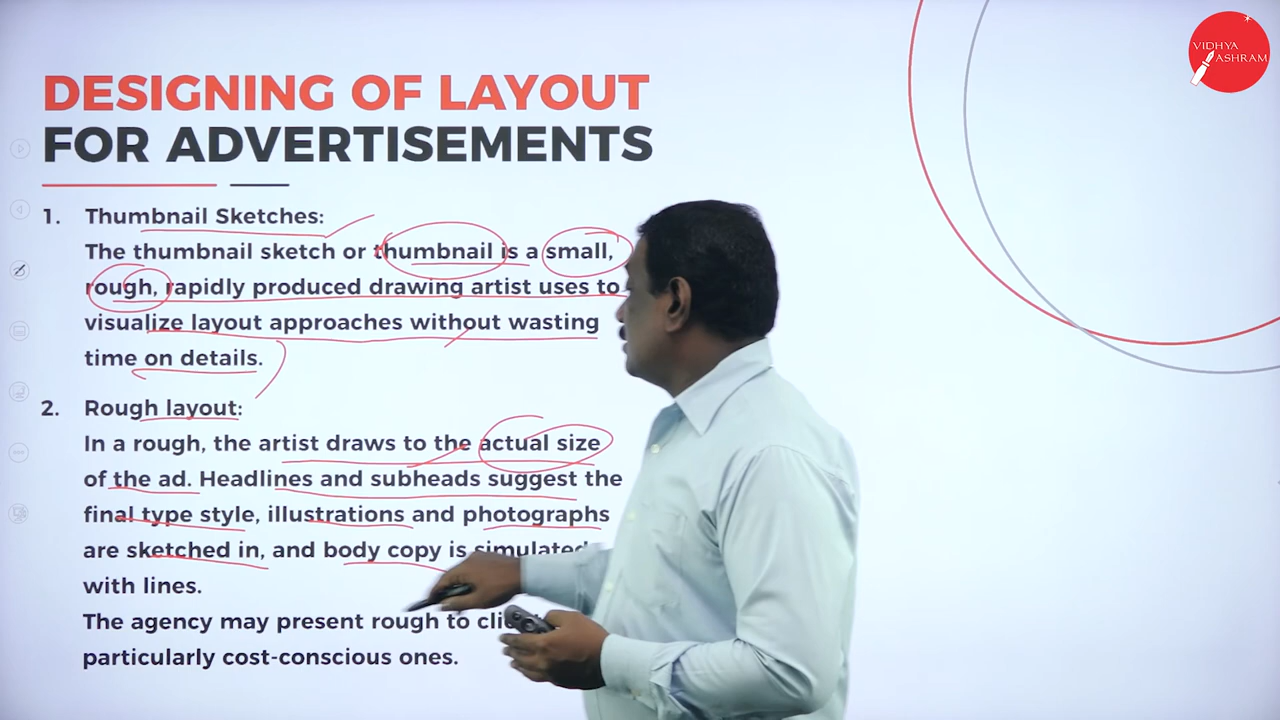 VIDHYA
ASHRAM
DESIGNING OF LAYOUT
FOR ADVERTISEMENTS
1. Thumbnail Sketches:
The thumbnail sketch or thumbnail is a small,
rough, rapidly produced drawing artist uses to
visualize layout approaches without wasting
time on details.
2. Rough layout:
In a rough, the artist draws to the actual size
of the ad. Headlines and subheads suggest the
final type style, illustrations and photographs
are sketched in, and body copy is simulated
with lines.
The agency may present rough to
particularly cost-conscious ones.